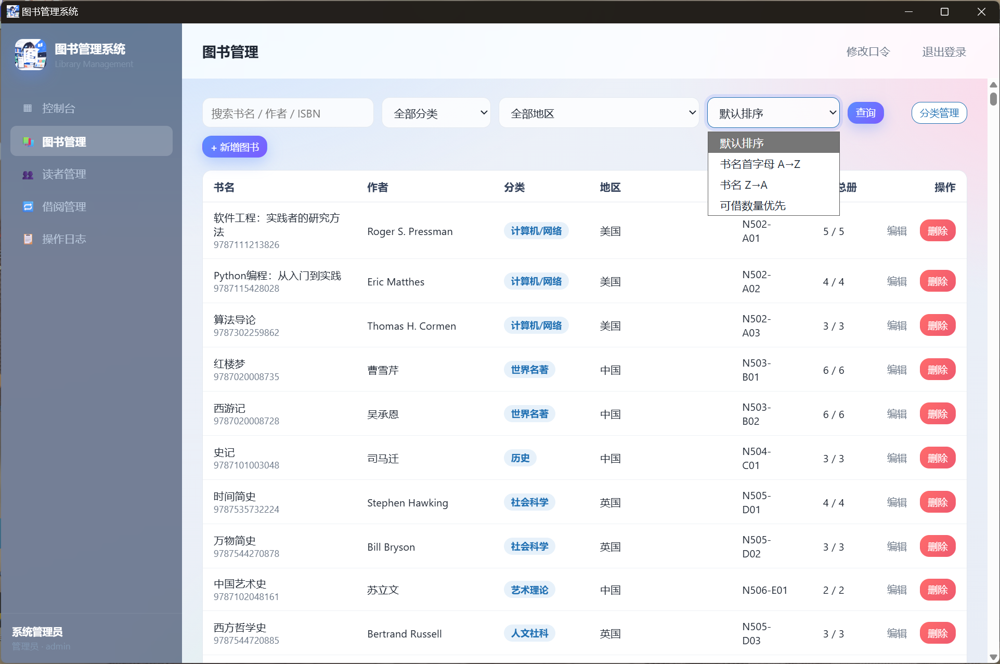 图书管理系统
图书管理系统
Library Management
控制台
图书管理
读者管理
借阅管理
操作日志
系统管理员
管理员 · admin
图书管理
修改口令
退出登录
搜索书名 / 作者 / ISBN
全部分类
全部地区
默认排序
查询
分类管理
+ 新增图书
默认排序
书名首字母 A→Z
书名 Z→A
可借数量优先
书名
作者
分类
地区
总册
操作
软件工程：实践者的研究方
法
9787111213826
Roger S. Pressman
计算机/网络
美国
N502-
A01
5 / 5
编辑
删除
Python编程：从入门到实践
9787115428028
Eric Matthes
计算机/网络
美国
N502-
A02
4 / 4
编辑
删除
算法导论
9787302259862
Thomas H. Cormen
计算机/网络
美国
N502-
A03
3 / 3
编辑
删除
红楼梦
9787020008735
曹雪芹
世界名著
中国
N503-
B01
6 / 6
编辑
删除
西游记
9787020008728
吴承恩
世界名著
中国
N503-
B02
6 / 6
编辑
删除
史记
9787101003048
司马迁
历史
中国
N504-
C01
3 / 3
编辑
删除
时间简史
9787535732224
Stephen Hawking
社会科学
英国
N505-
D01
4 / 4
编辑
删除
万物简史
9787544270878
Bill Bryson
社会科学
英国
N505-
D02
3 / 3
编辑
删除
中国艺术史
9787102048161
苏立文
艺术理论
中国
N506-E01
2 / 2
编辑
删除
西方哲学史
9787544720885
Bertrand Russell
人文社科
英国
N505-
D03
3 / 3
编辑
删除